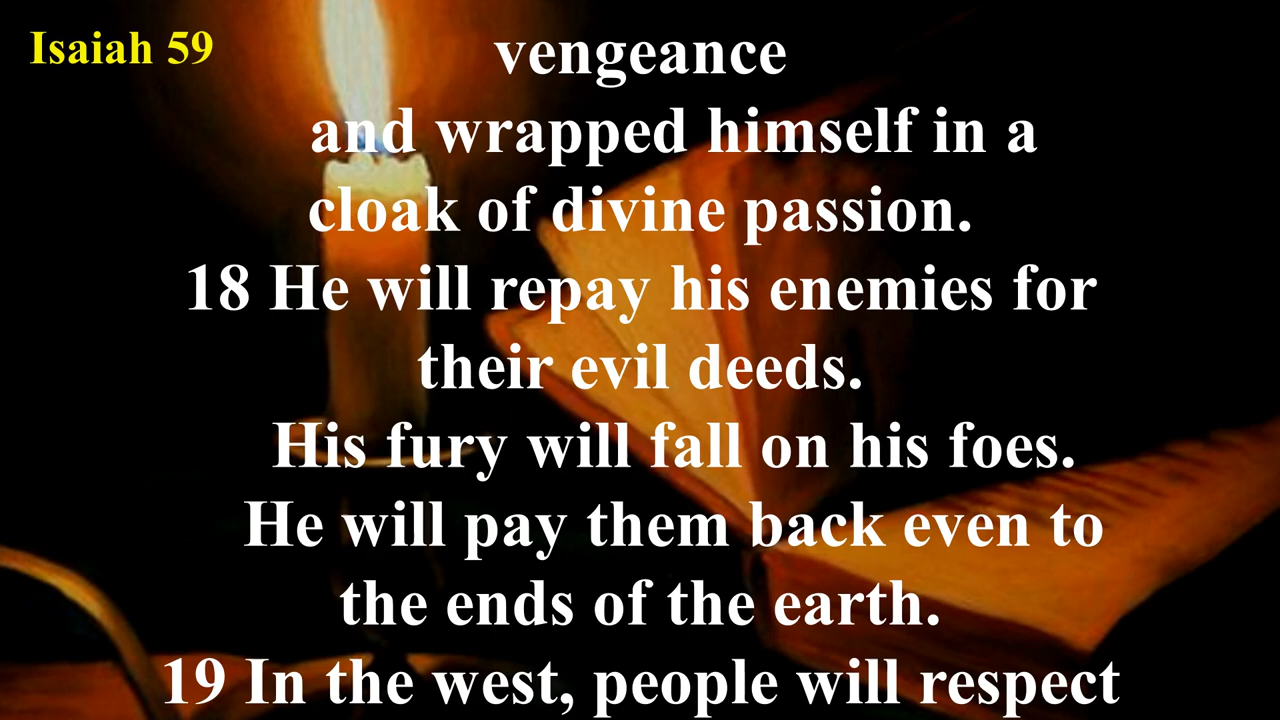 Isaiah 59
vengeance
and wrapped himself in a
cloak of divine passion.
18 He will repay his enemies for
their evil deeds.
His fury will fall on his foes.
He will pay them back even to
the ends of the earth.
19 In the west, people will respect